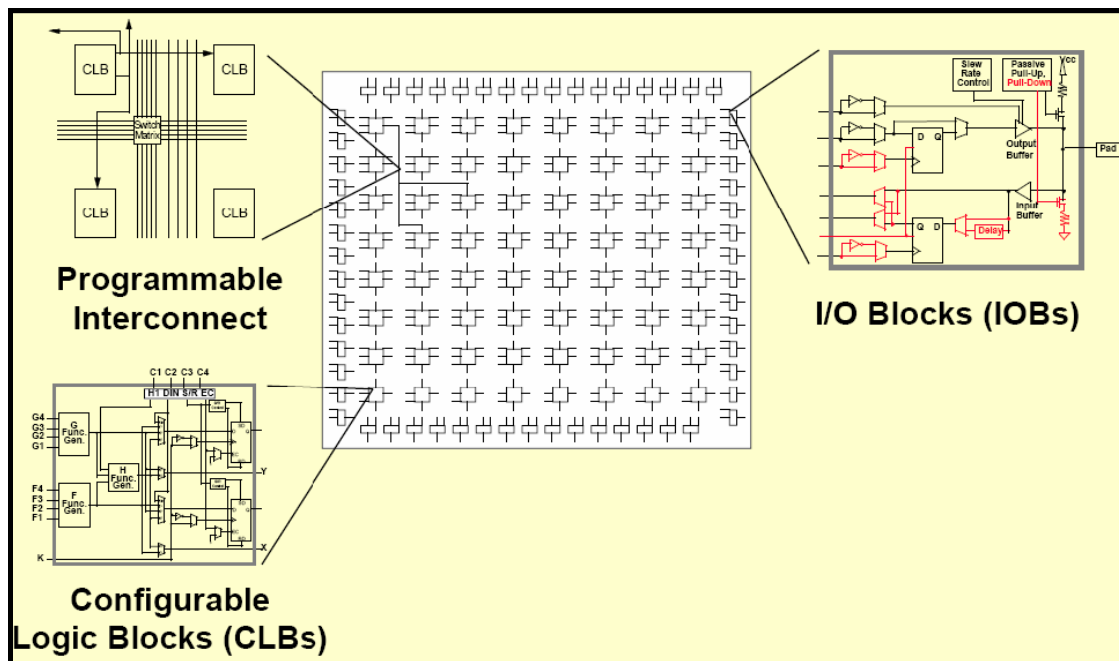 CLB
CLB
Switch
Matrix
CLB
CLB
Programmable
Interconnect
Slew
Rate
Control
Passive
Pull-Up,
Pull-Down
Vcc
D Q
Output
Buffer
Pad
Input
Buffer
Q D
Delay
I/O Blocks (IOBs)
C1 C2 C3 C4
H1 DIN S/R EC
G4
G3
G2
G1
G
Func.
Gen.
H
Func.
Gen.
F4
F3
F2
F1
F
Func.
Gen.
K
Y
X
Configurable
Logic Blocks (CLBs)